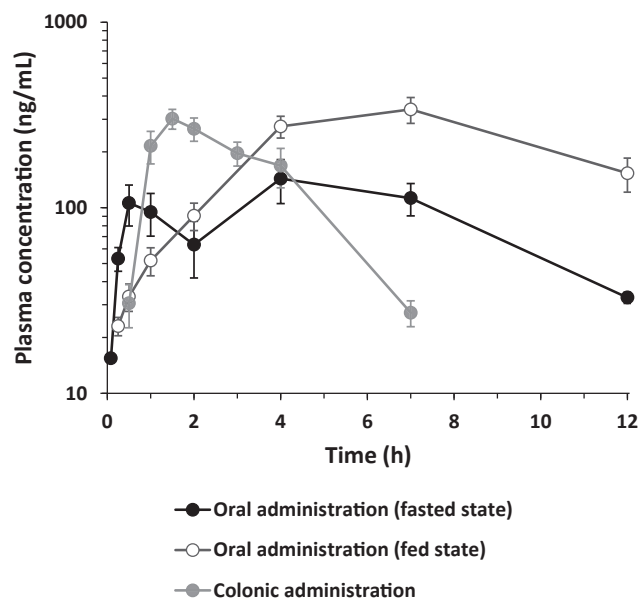 1000
100
10
Plasma concentration (ng/mL)
0 2 4 6 8 10 12
Time (h)
Oral administration (fasted state)
Oral administration (fed state)
Colonic administration